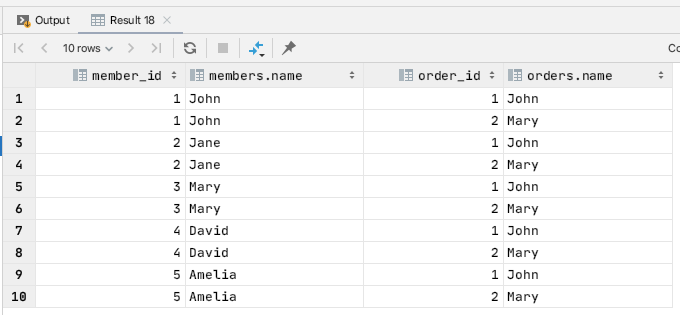 Output Result 18
10 rows Co
member_id members.name order_id orders.name
1 1 John 1 John
2 1 John 2 Mary
3 2 Jane 1 John
4 2 Jane 2 Mary
5 3 Mary 1 John
6 3 Mary 2 Mary
7 4 David 1 John
8 4 David 2 Mary
9 5 Amelia 1 John
10 5 Amelia 2 Mary